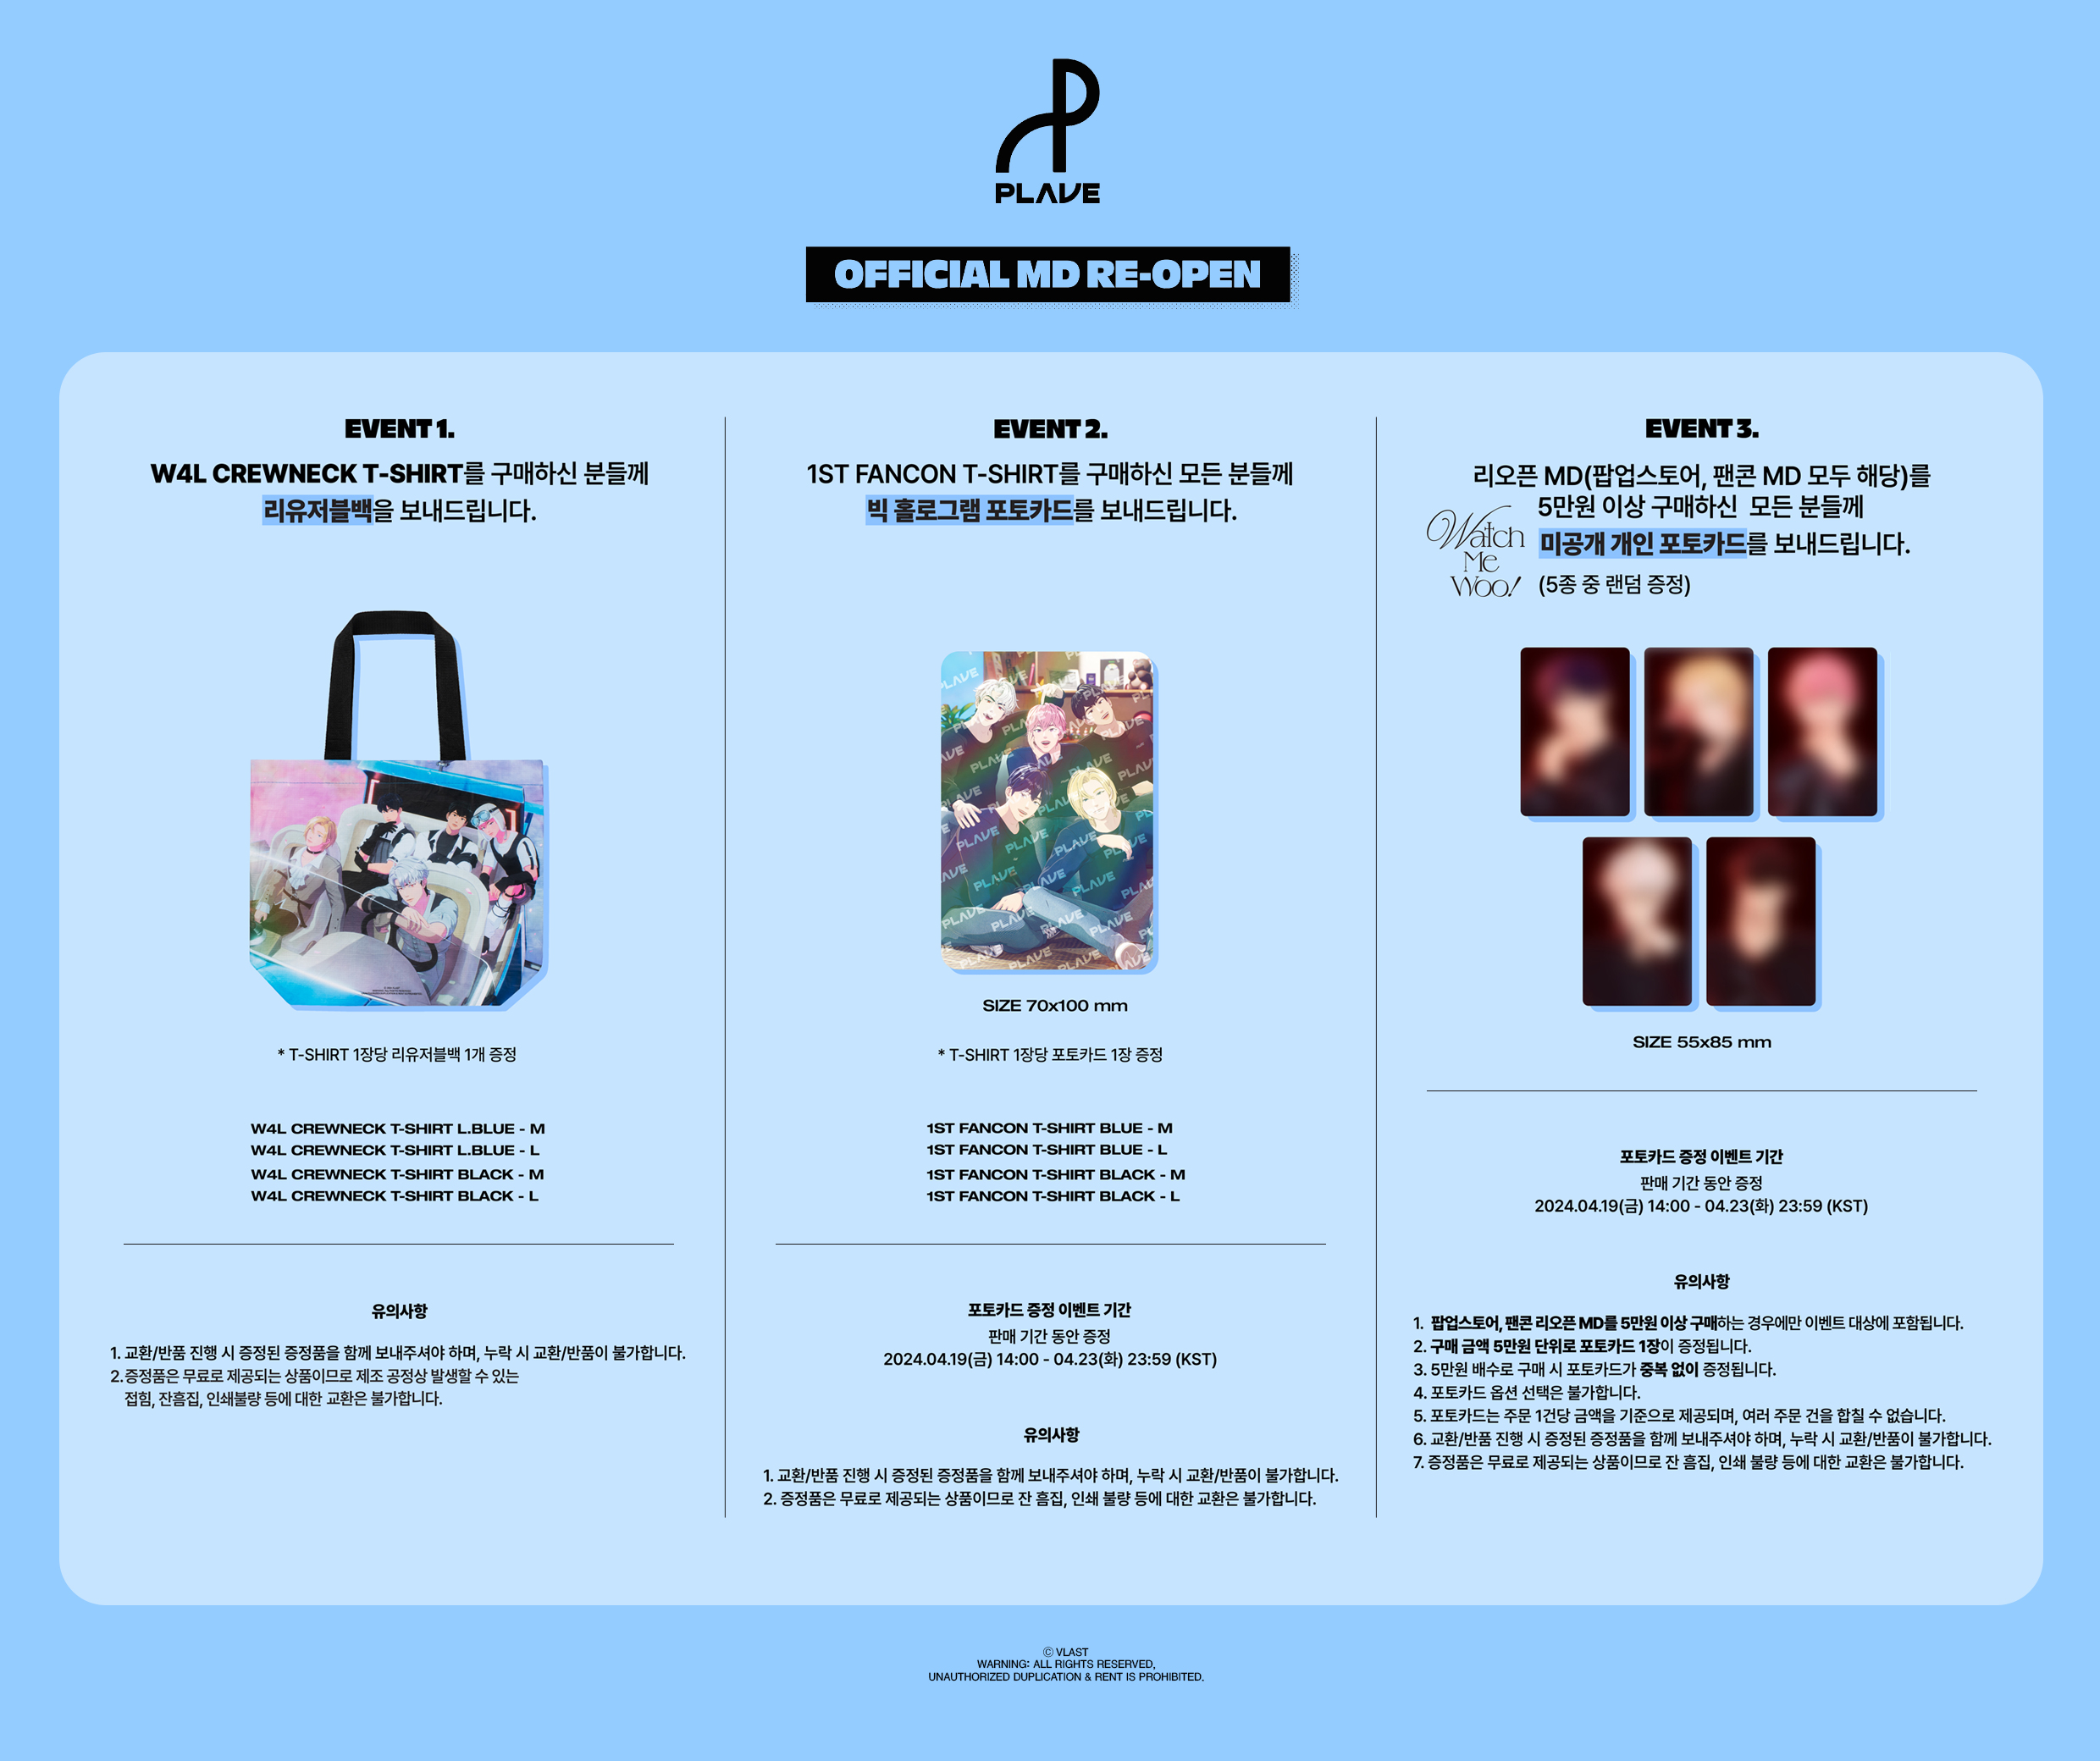 PLAVE
OFFICIAL MD RE-OPEN
EVENT 1.
W4L CREWNECK T-SHIRT를 구매하신 분들께
리유저블백을 보내드립니다.
* T-SHIRT 1장당 리유저블백 1개 증정
W4L CREWNECK T-SHIRT L.BLUE - M
W4L CREWNECK T-SHIRT L.BLUE - L
W4L CREWNECK T-SHIRT BLACK - M
W4L CREWNECK T-SHIRT BLACK - L
유의사항
1. 교환/반품 진행 시 증정된 증정품을 함께 보내주셔야 하며, 누락 시 교환/반품이 불가합니다.
2. 증정품은 무료로 제공되는 상품이므로 제조 공정상 발생할 수 있는
접힘, 잔흠집, 인쇄불량 등에 대한 교환은 불가합니다.
EVENT 2.
1ST FANCON T-SHIRT를 구매하신 모든 분들께
빅 홀로그램 포토카드를 보내드립니다.
SIZE 70x100 mm
* T-SHIRT 1장당 포토카드 1장 증정
1ST FANCON T-SHIRT BLUE - M
1ST FANCON T-SHIRT BLUE - L
1ST FANCON T-SHIRT BLACK - M
1ST FANCON T-SHIRT BLACK - L
포토카드 증정 이벤트 기간
판매 기간 동안 증정
2024.04.19(금) 14:00 - 04.23(화) 23:59 (KST)
유의사항
1. 교환/반품 진행 시 증정된 증정품을 함께 보내주셔야 하며, 누락 시 교환/반품이 불가합니다.
2. 증정품은 무료로 제공되는 상품이므로 잔 흠집, 인쇄 불량 등에 대한 교환은 불가합니다.
EVENT 3.
리오픈 MD(팝업스토어, 팬콘 MD 모두 해당)를
5만원 이상 구매하신 모든 분들께
미공개 개인 포토카드를 보내드립니다.
(5종 중 랜덤 증정)
Watch
Me
Woo!
SIZE 55x85 mm
포토카드 증정 이벤트 기간
판매 기간 동안 증정
2024.04.19(금) 14:00 - 04.23(화) 23:59 (KST)
유의사항
1. 팝업스토어, 팬콘 리오픈 MD를 5만원 이상 구매하는 경우에만 이벤트 대상에 포함됩니다.
2. 구매 금액 5만원 단위로 포토카드 1장이 증정됩니다.
3. 5만원 배수로 구매 시 포토카드가 중복 없이 증정됩니다.
4. 포토카드 옵션 선택은 불가합니다.
5. 포토카드는 주문 1건당 금액을 기준으로 제공되며, 여러 주문 건을 합칠 수 없습니다.
6. 교환/반품 진행 시 증정된 증정품을 함께 보내주셔야 하며, 누락 시 교환/반품이 불가합니다.
7. 증정품은 무료로 제공되는 상품이므로 잔 흠집, 인쇄 불량 등에 대한 교환은 불가합니다.
Ⓒ VLAST
WARNING: ALL RIGHTS RESERVED,
UNAUTHORIZED DUPLICATION & RENT IS PROHIBITED.